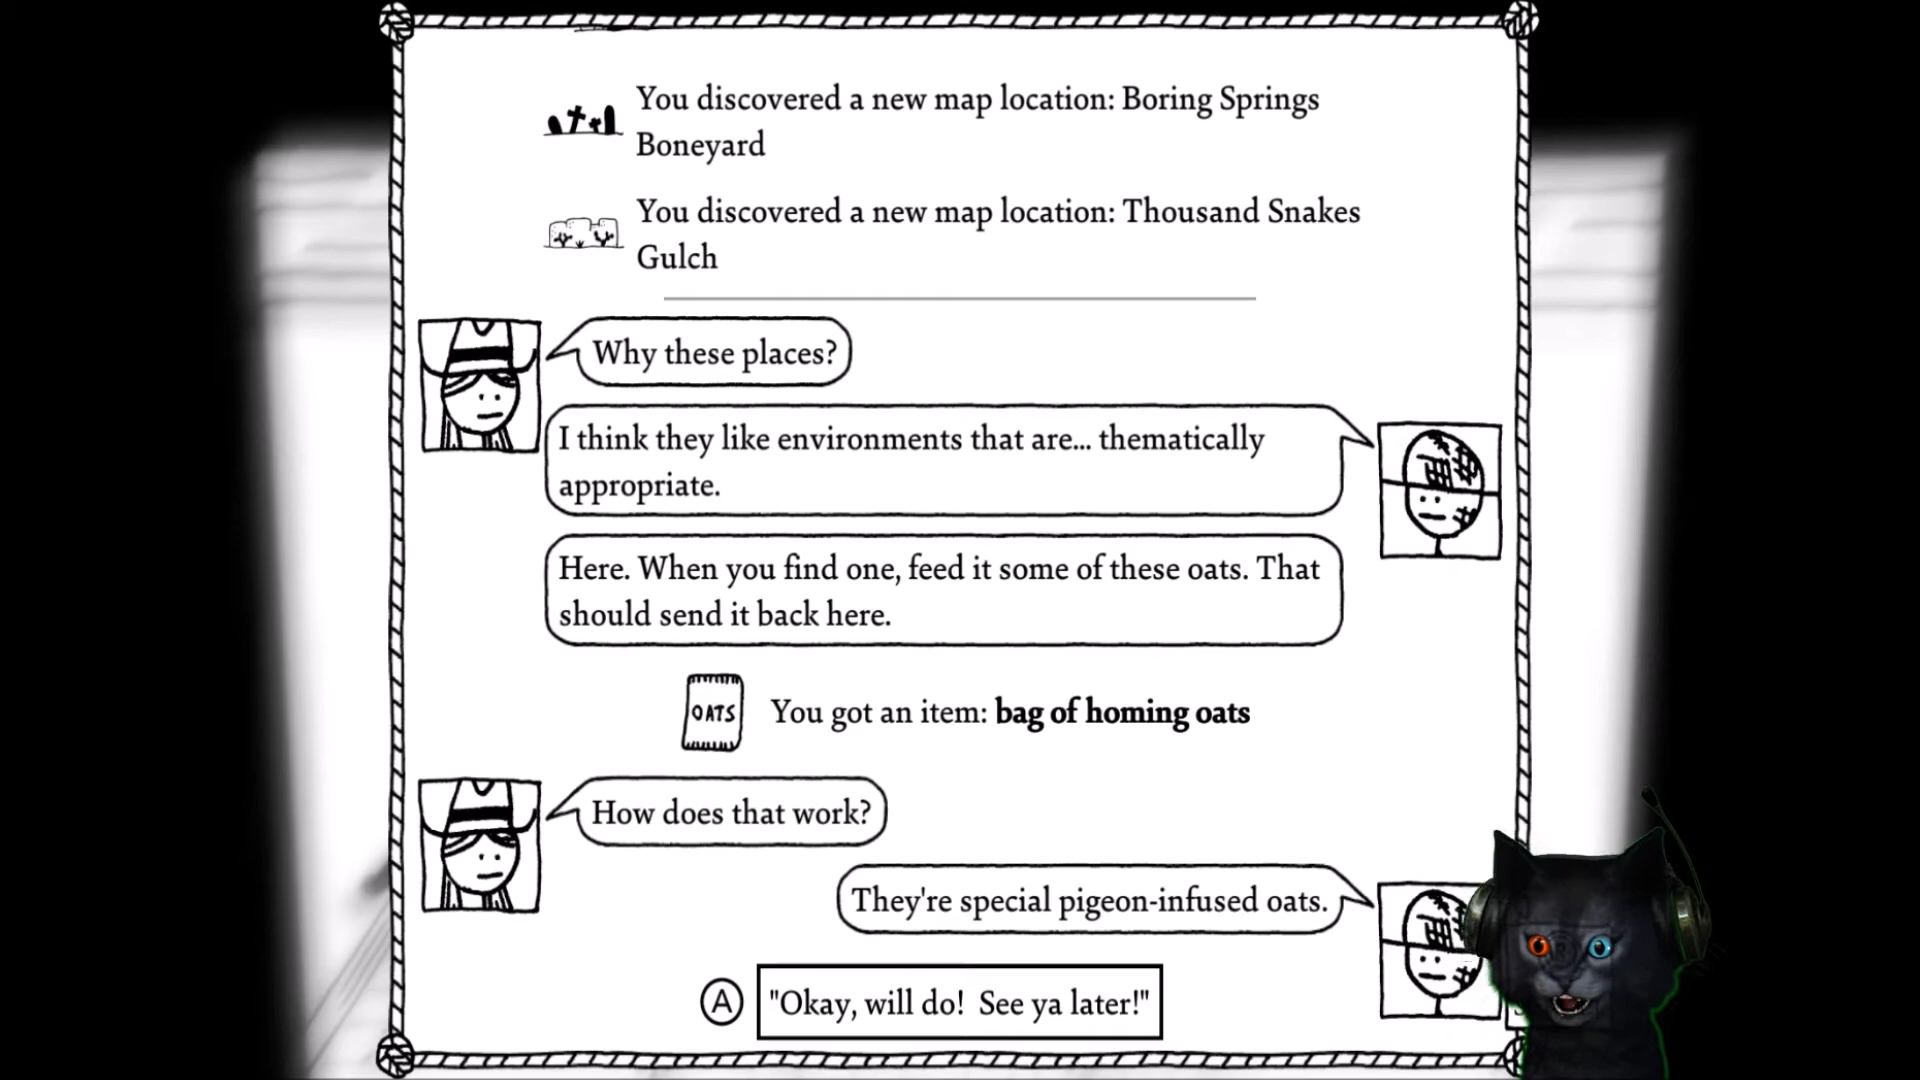 You discovered a new map location: Boring Springs
Boneyard
You discovered a new map location: Thousand Snakes
Gulch
Why these places?
I think they like environments that are... thematically
appropriate.
Here. When you find one, feed it some of these oats. That
should send it back here.
OATS
You got an item: bag of homing oats
How does that work?
They're special pigeon-infused oats.
A
"Okay, will do!  See ya later!"